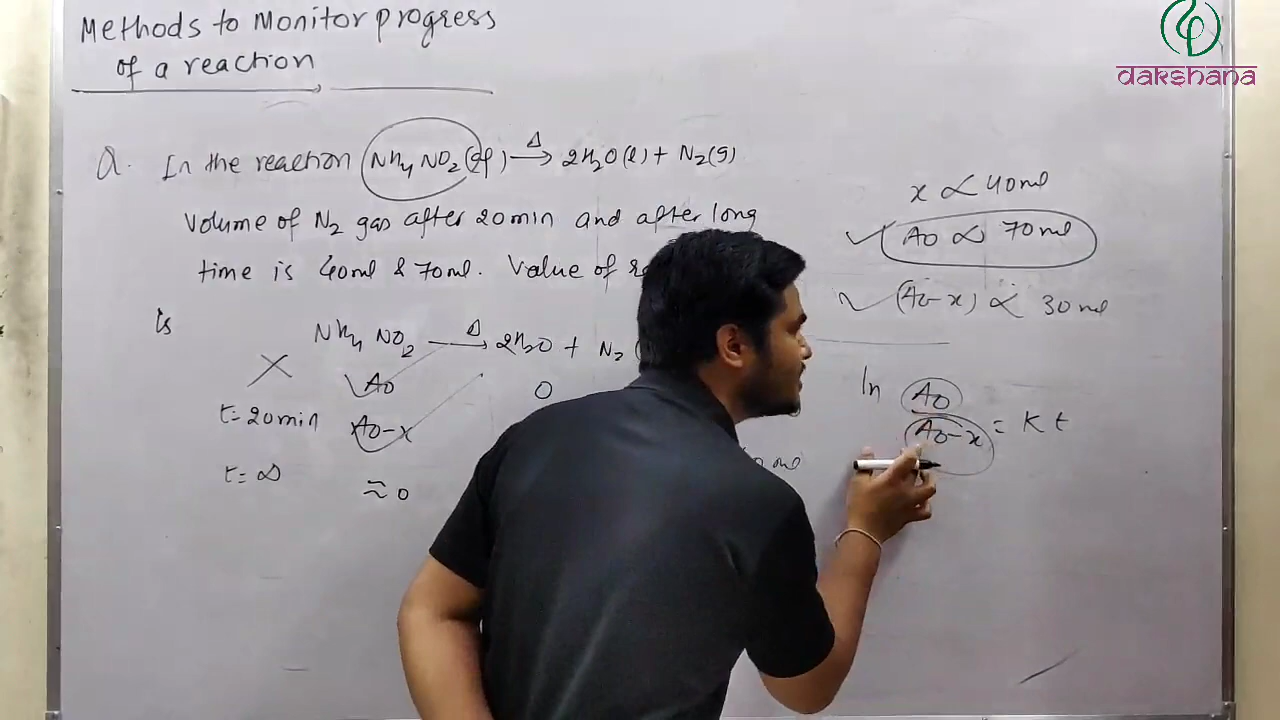 Methods to Monitor progress
of a reaction
dakshana
Q. In the reaction NH4NO2(g) →Δ 2H2O(l) + N2(g)
Volume of N2 gas after 20min and after long
time is 40ml & 70ml. Value of
is
NH4NO2 →Δ 2H2O + N2
A0 0
t=20min A0-x
t=∞ ≈0
x ∝ 40ml
A0 ∝ 70ml
(A0-x) ∝ 30ml
ln A0/A0-x = Kt